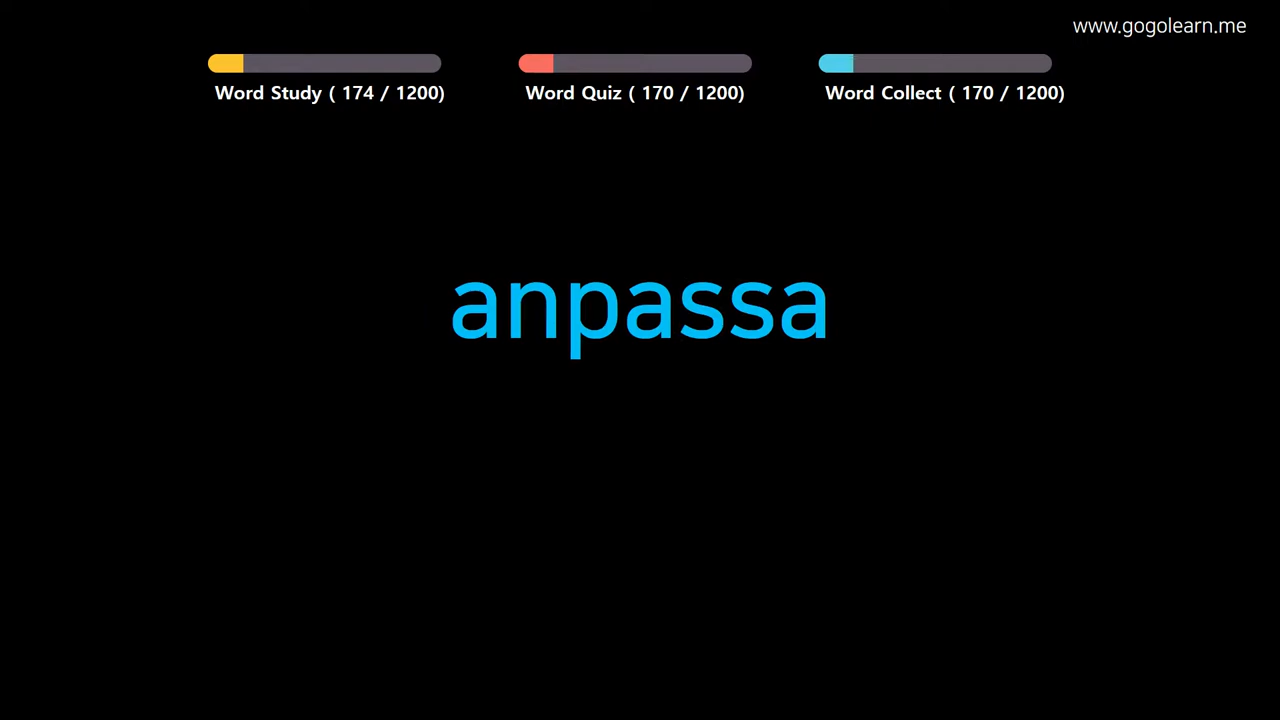 www.gogolearn.me
Word Study ( 174 / 1200)
Word Quiz ( 170 / 1200)
Word Collect ( 170 / 1200)
anpassa